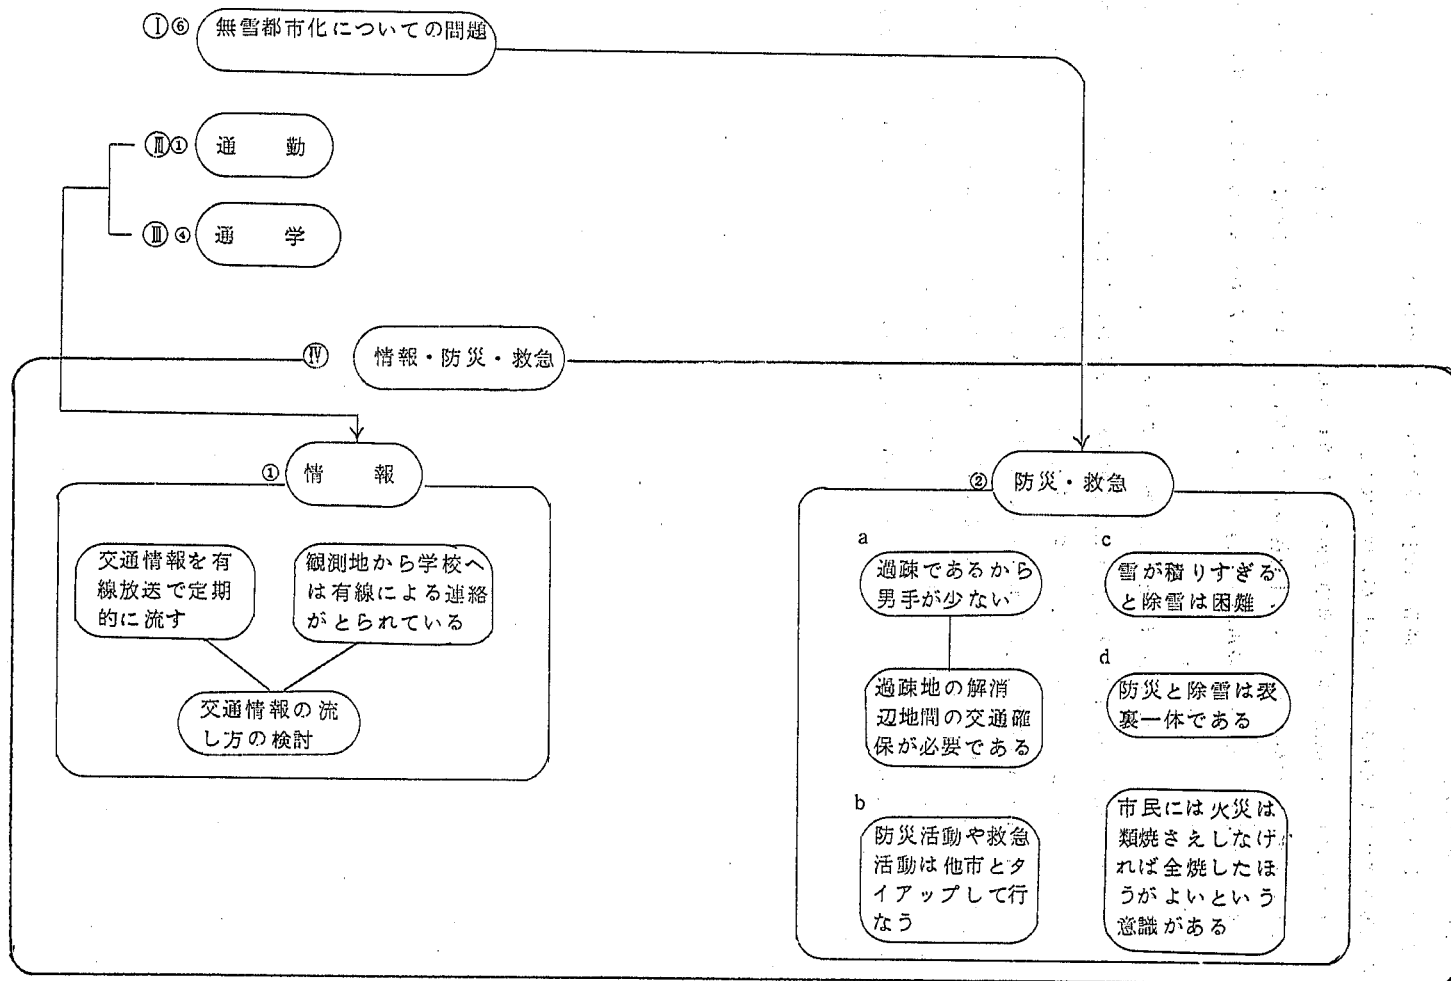 Ⅰ⑥ 無雪都市化についての問題
Ⅲ① 通 勤
Ⅲ④ 通 学
Ⅳ 情報・防災・救急
① 情 報
交通情報を有
線放送で定期
的に流す
観測地から学校へ
は有線による連絡
がとられている
交通情報の流
し方の検討
② 防災・救急
a
過疎であるから
男手が少ない
過疎地の解消
辺地間の交通確
保が必要である
b
防災活動や救急
活動は他市とタ
イアップして行
なう
c
雪が積りすぎる
と除雪は困難
d
防災と除雪は表
裏一体である
市民には火災は
類焼さえしなけ
れば全焼したほ
うがよいという
意識がある